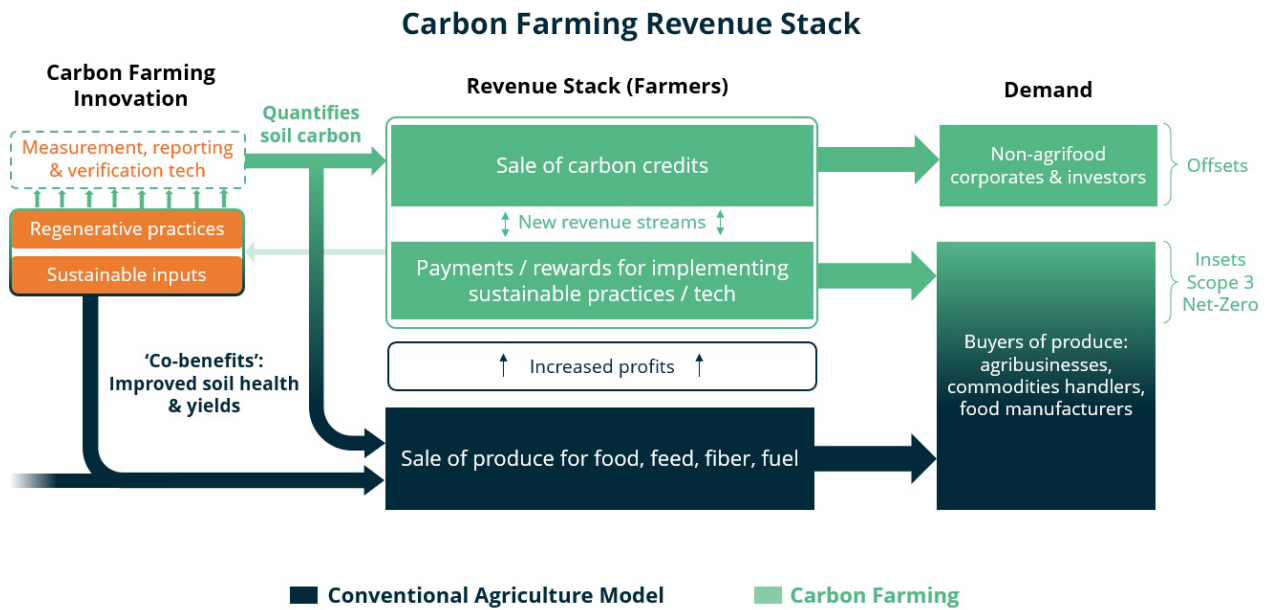 Carbon Farming Revenue Stack
Carbon Farming
Innovation
Revenue Stack (Farmers)
Demand
Quantifies
soil carbon
Measurement, reporting
& verification tech
Regenerative practices
Sustainable inputs
‘Co-benefits’:
Improved soil health
& yields
Sale of carbon credits
New revenue streams
Payments / rewards for implementing
sustainable practices / tech
Increased profits
Sale of produce for food, feed, fiber, fuel
Non-agrifood
corporates & investors
Offsets
Buyers of produce:
agribusinesses,
commodities handlers,
food manufacturers
Insets
Scope 3
Net-Zero
Conventional Agriculture Model
Carbon Farming